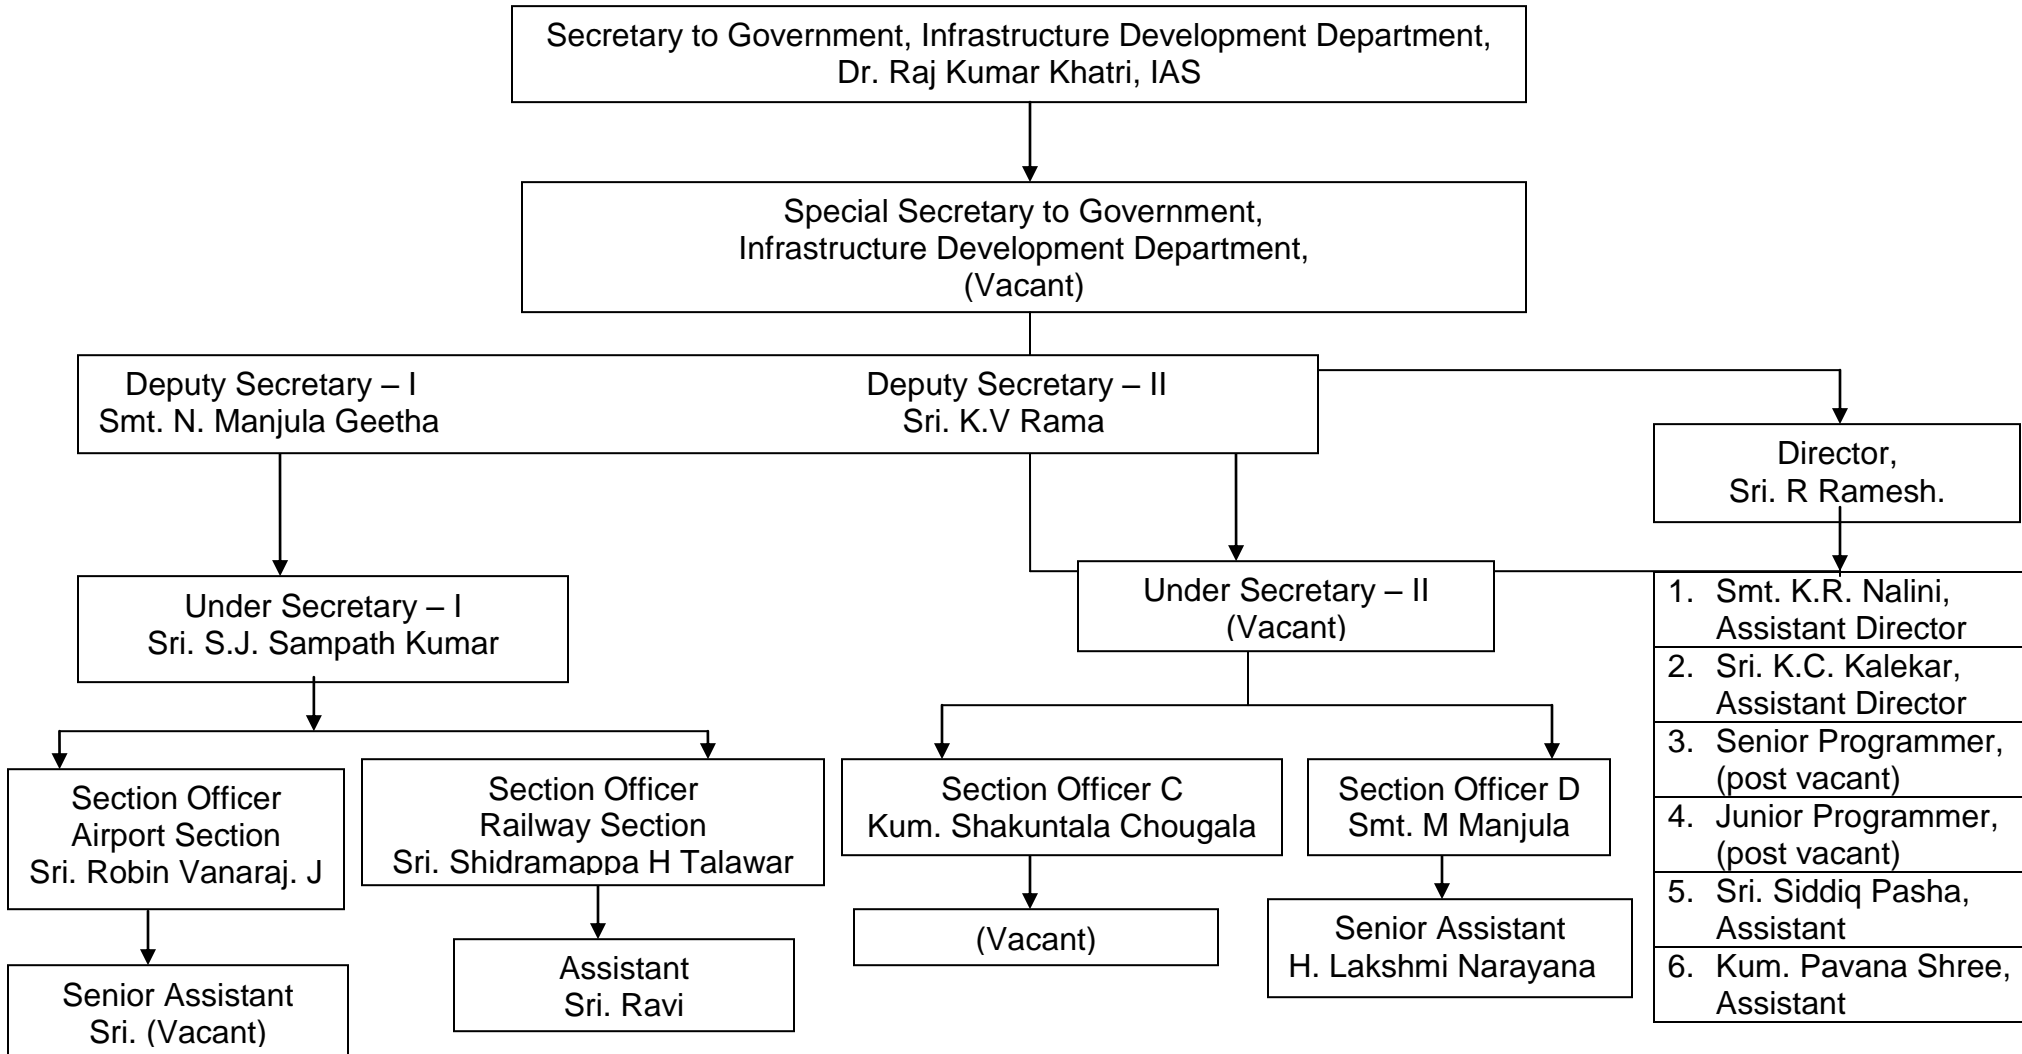 Secretary to Government, Infrastructure Development Department,
Dr. Raj Kumar Khatri, IAS
Special Secretary to Government,
Infrastructure Development Department,
(Vacant)
Deputy Secretary – I
Smt. N. Manjula Geetha
Deputy Secretary – II
Sri. K.V Rama
Director,
Sri. R Ramesh.
Under Secretary – I
Sri. S.J. Sampath Kumar
Under Secretary – II
(Vacant)
Section Officer
Airport Section
Sri. Robin Vanaraj. J
Section Officer
Railway Section
Sri. Shidramappa H Talawar
Section Officer C
Kum. Shakuntala Chougala
Section Officer D
Smt. M Manjula
Senior Assistant
Sri. (Vacant)
Assistant
Sri. Ravi
(Vacant)
Senior Assistant
H. Lakshmi Narayana
1. Smt. K.R. Nalini,
Assistant Director
2. Sri. K.C. Kalekar,
Assistant Director
3. Senior Programmer,
(post vacant)
4. Junior Programmer,
(post vacant)
5. Sri. Siddiq Pasha,
Assistant
6. Kum. Pavana Shree,
Assistant